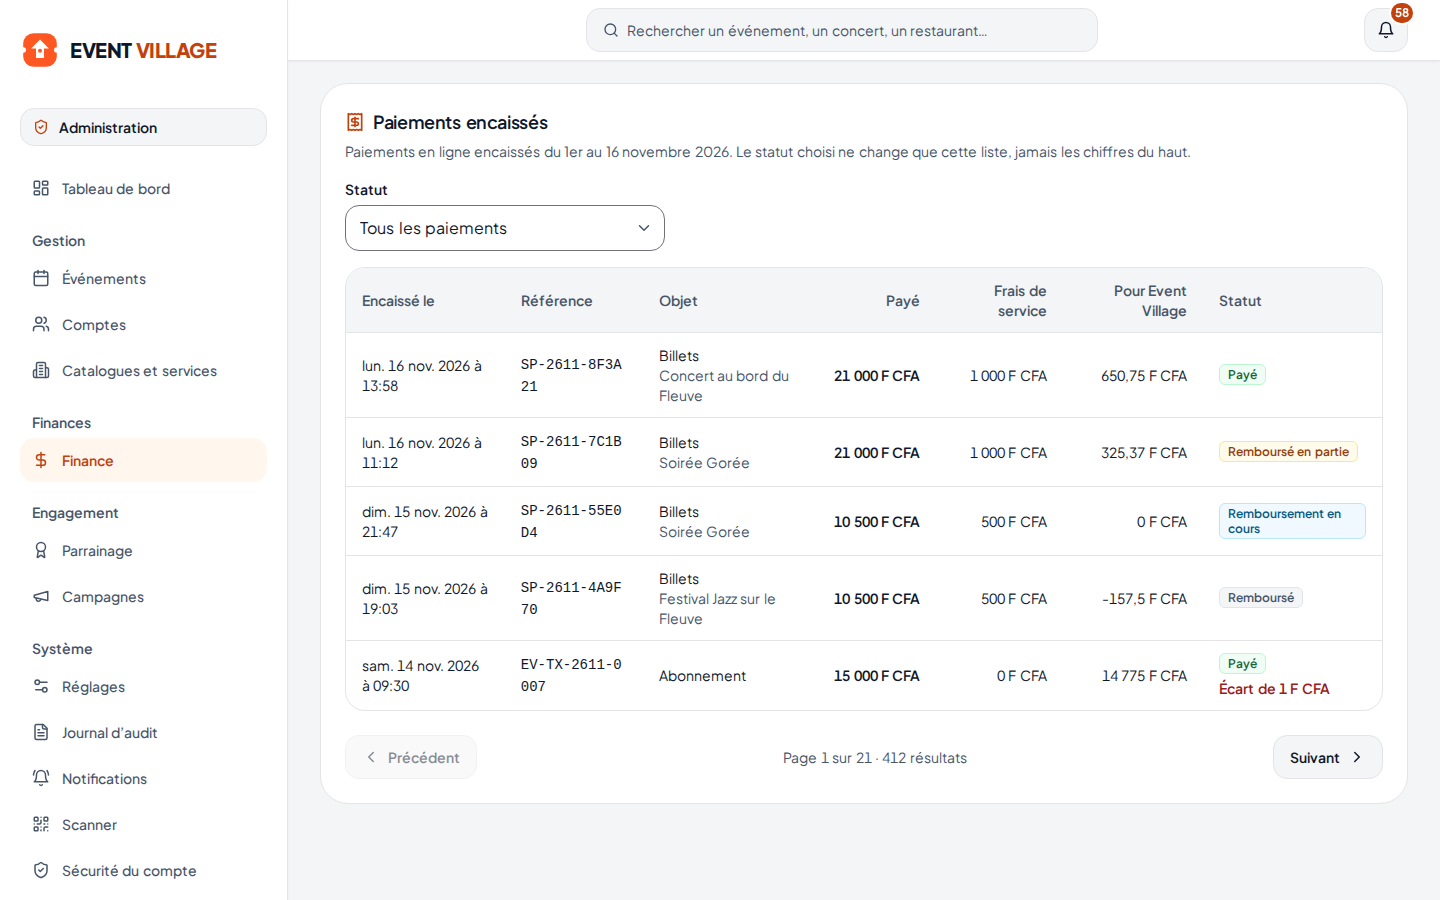 EVENT VILLAGE
Rechercher un événement, un concert, un restaurant...
58
Administration
Tableau de bord
Gestion
Événements
Comptes
Catalogues et services
Finances
Finance
Engagement
Parrainage
Campagnes
Système
Réglages
Journal d’audit
Notifications
Scanner
Sécurité du compte
Paiements encaissés
Paiements en ligne encaissés du 1er au 16 novembre 2026. Le statut choisi ne change que cette liste, jamais les chiffres du haut.
Statut
Tous les paiements
Encaissé le Référence Objet Payé Frais de service Pour Event Village Statut
lun. 16 nov. 2026 à 13:58 SP-2611-8F3A21 Billets Concert au bord du Fleuve 21 000 F CFA 1 000 F CFA 650,75 F CFA Payé
lun. 16 nov. 2026 à 11:12 SP-2611-7C1B09 Billets Soirée Gorée 21 000 F CFA 1 000 F CFA 325,37 F CFA Remboursé en partie
dim. 15 nov. 2026 à 21:47 SP-2611-55E0D4 Billets Soirée Gorée 10 500 F CFA 500 F CFA 0 F CFA Remboursement en cours
dim. 15 nov. 2026 à 19:03 SP-2611-4A9F70 Billets Festival Jazz sur le Fleuve 10 500 F CFA 500 F CFA -157,5 F CFA Remboursé
sam. 14 nov. 2026 à 09:30 EV-TX-2611-0007 Abonnement 15 000 F CFA 0 F CFA 14 775 F CFA Payé Écart de 1 F CFA
Précédent
Page 1 sur 21 · 412 résultats
Suivant